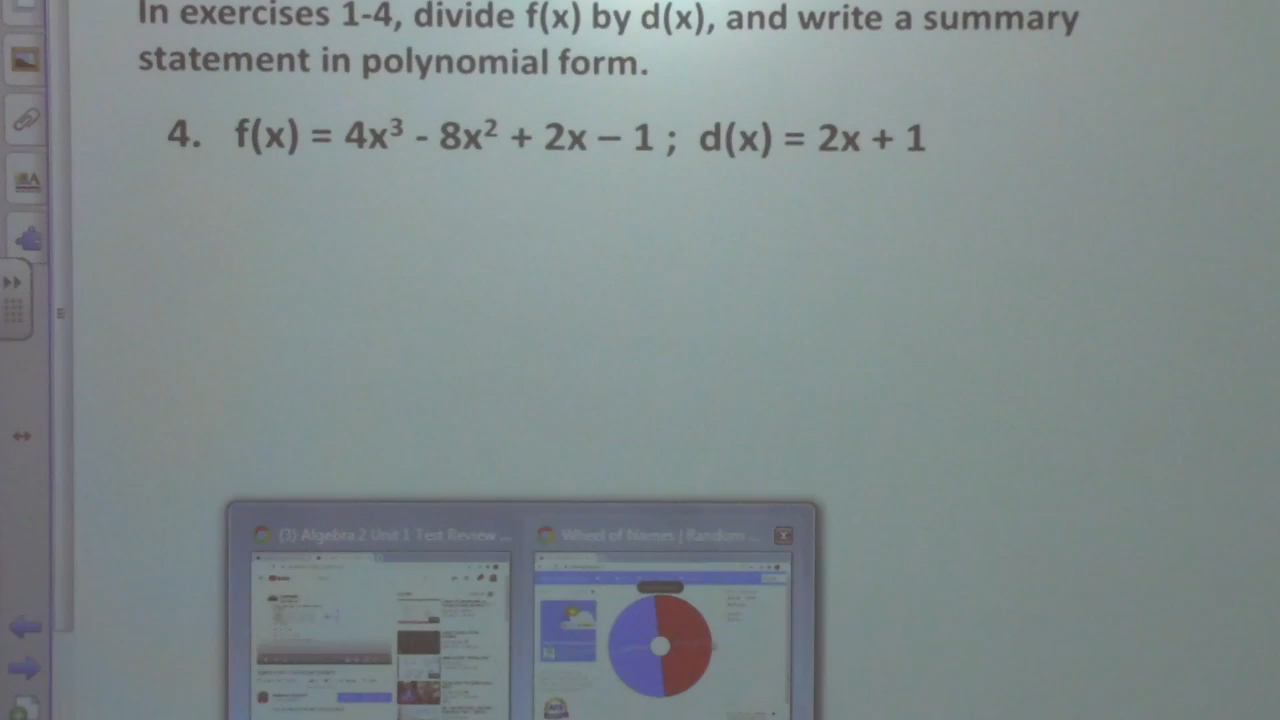 In exercises 1-4, divide f(x) by d(x), and write a summary
statement in polynomial form.
4. f(x) = 4x³ - 8x² + 2x – 1 ; d(x) = 2x + 1
(3) Algebra 2 Unit 1 Test Review ...
Wheel of Names | Random ...